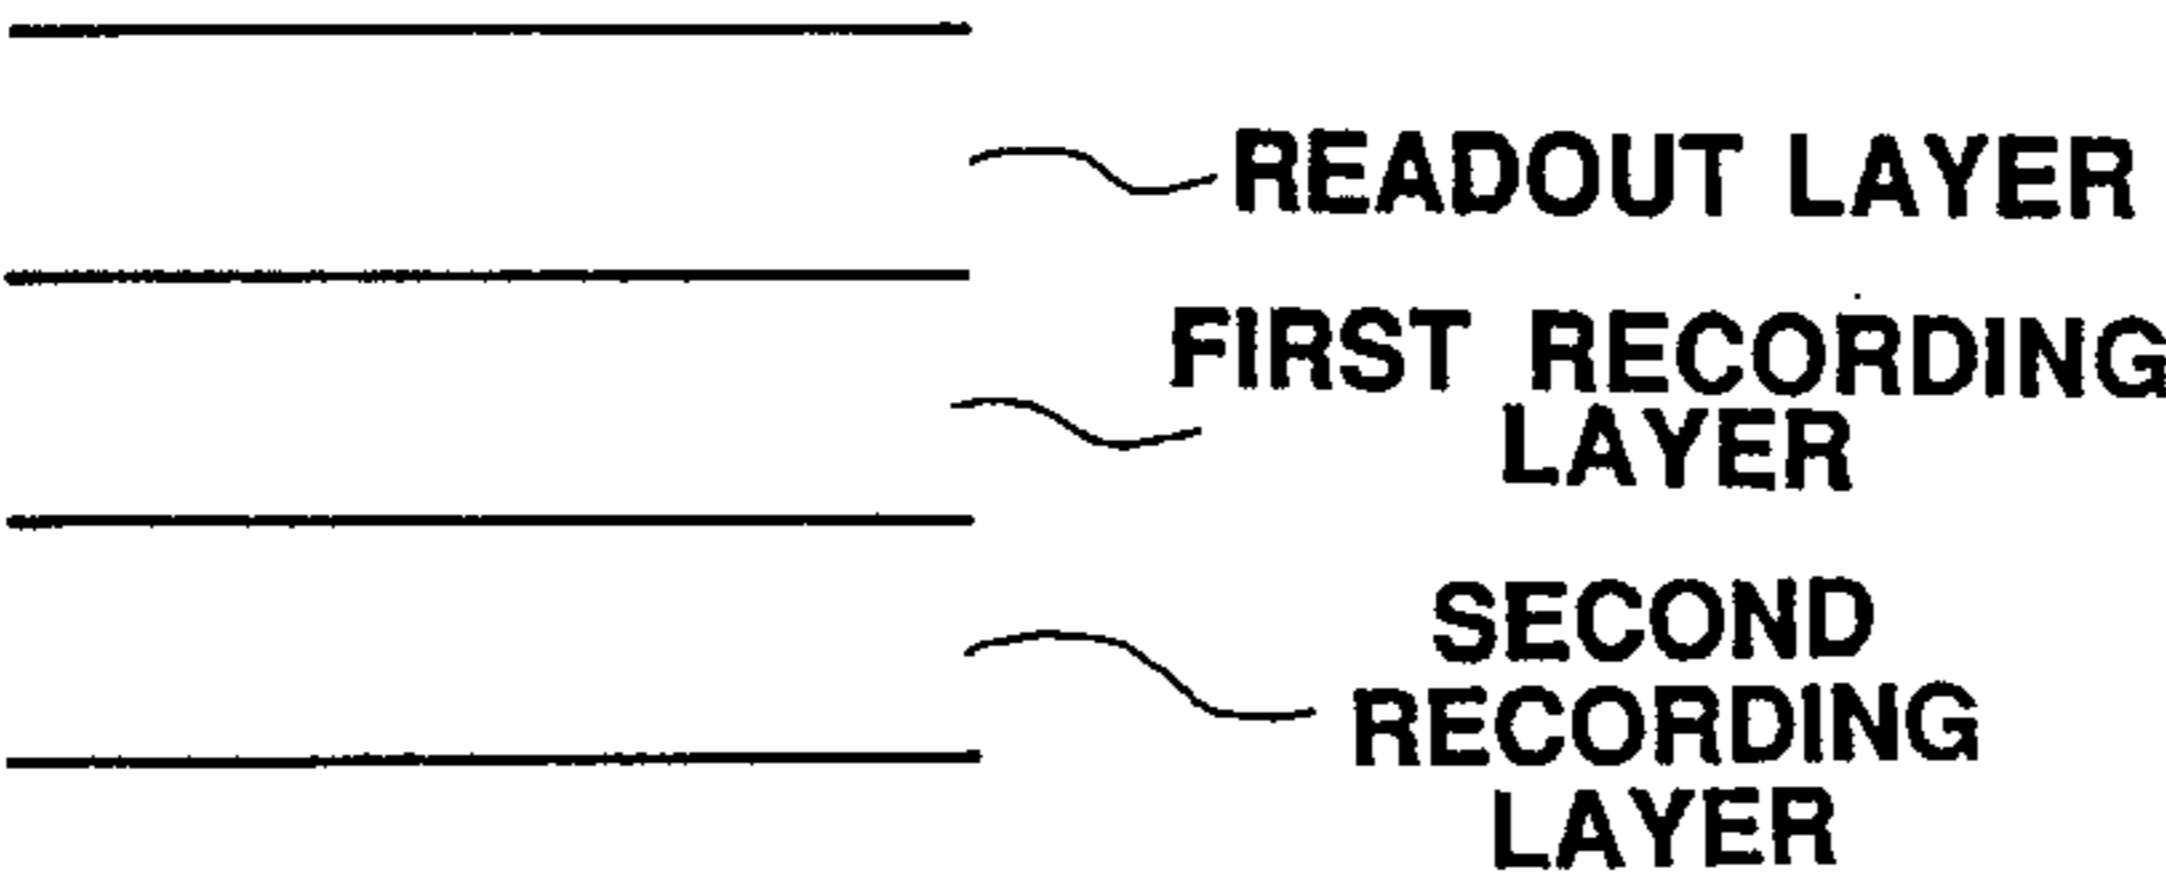 READOUT LAYER
FIRST RECORDING
LAYER
SECOND
RECORDING
LAYER